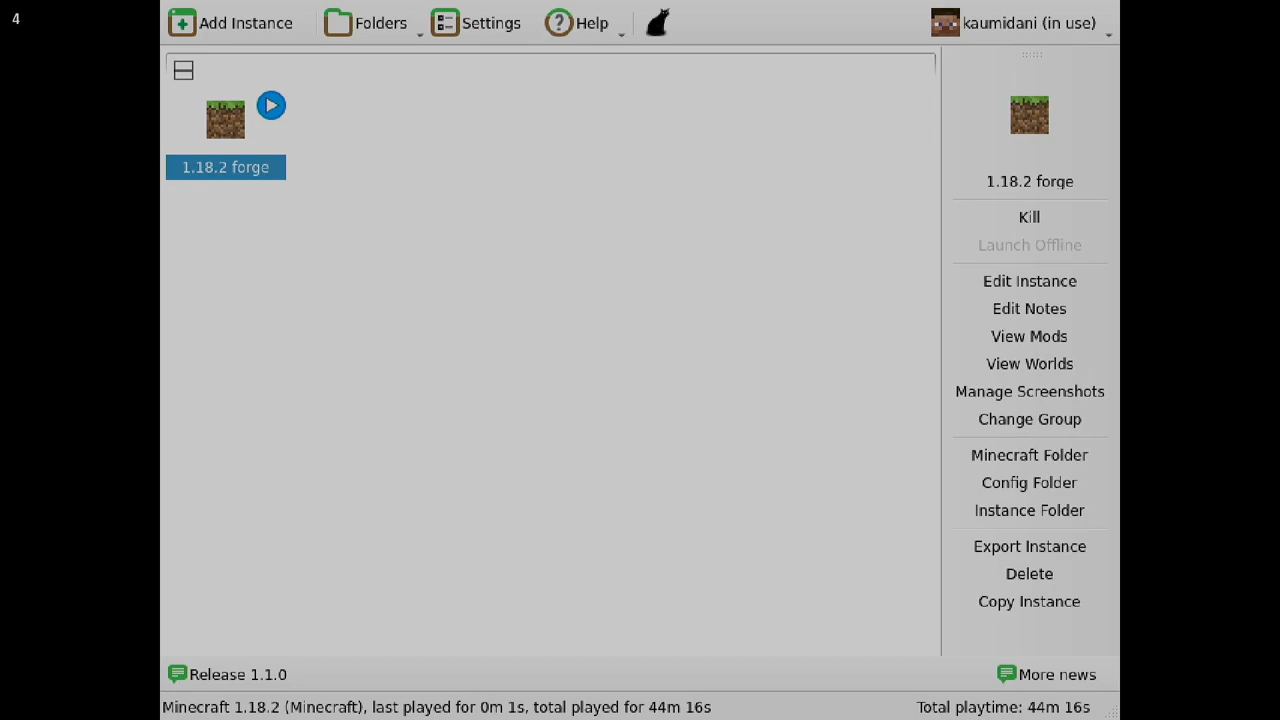 4
Add Instance Folders Settings Help kaumidani (in use)
1.18.2 forge
1.18.2 forge
Kill
Launch Offline
Edit Instance
Edit Notes
View Mods
View Worlds
Manage Screenshots
Change Group
Minecraft Folder
Config Folder
Instance Folder
Export Instance
Delete
Copy Instance
Release 1.1.0 More news
Minecraft 1.18.2 (Minecraft), last played for 0m 1s, total played for 44m 16s Total playtime: 44m 16s